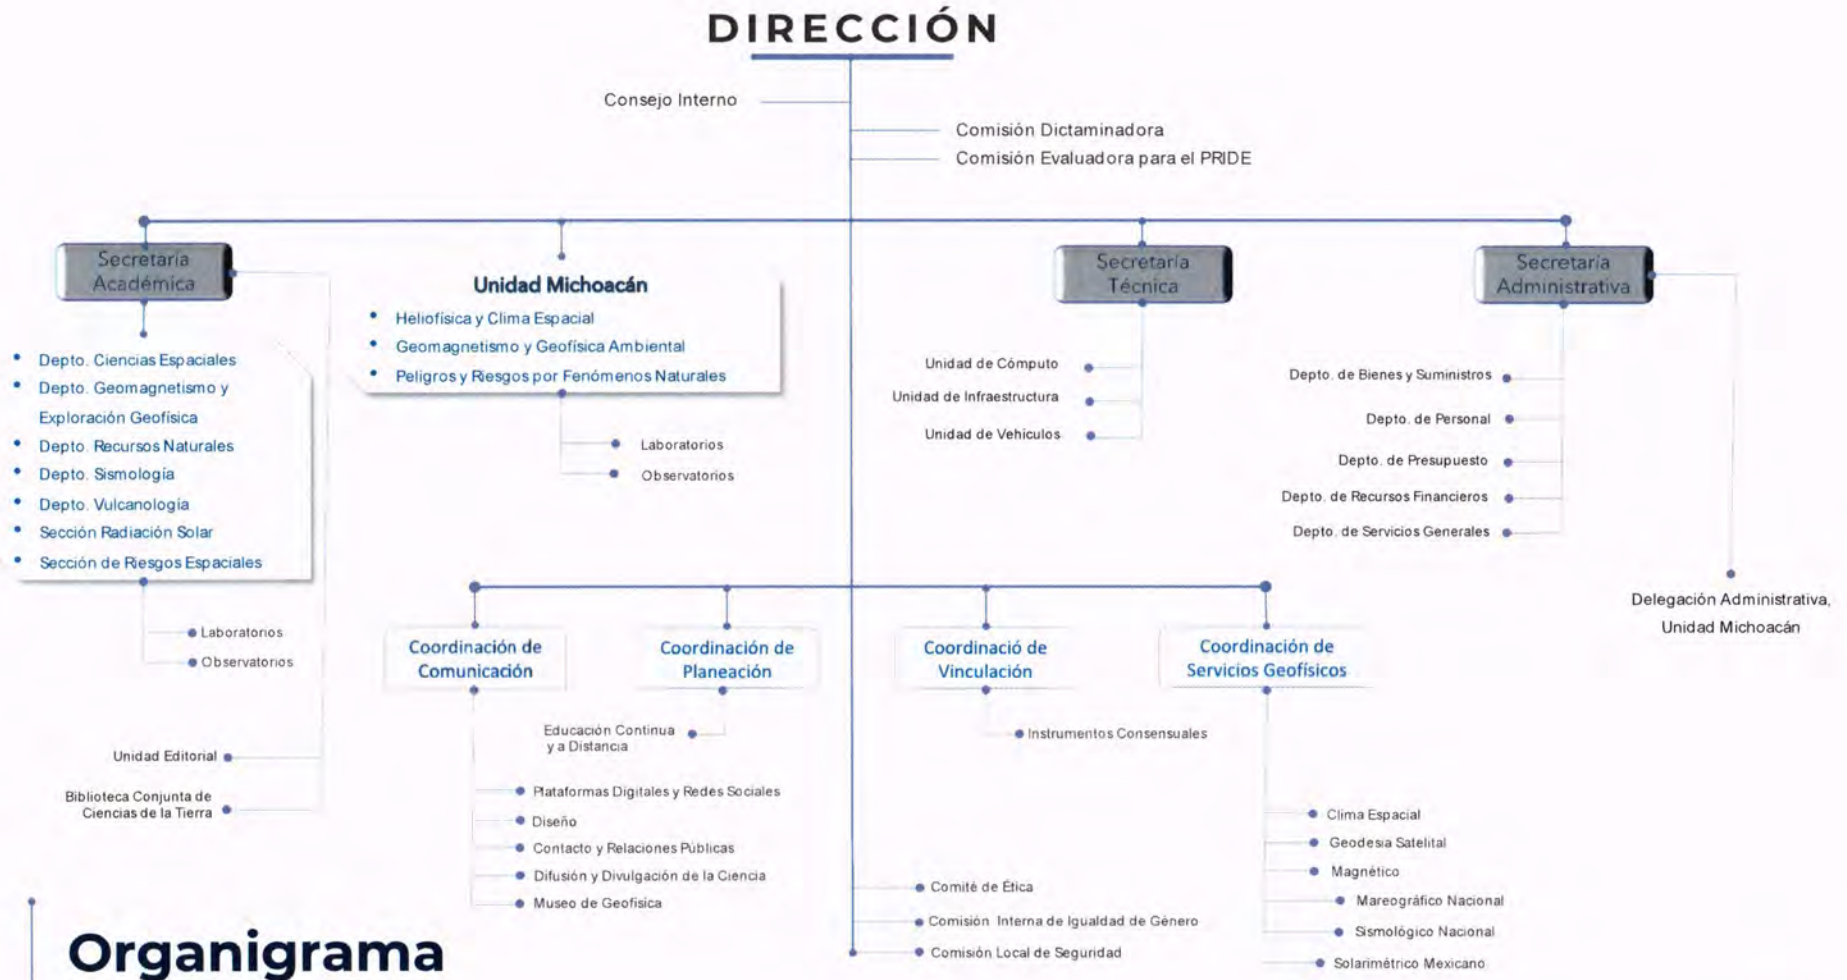 DIRECCIÓN
Consejo Interno
Comisión Dictaminadora
Comisión Evaluadora para el PRIDE
Secretaría
Académica
Unidad Michoacán
• Heliofísica y Clima Espacial
• Geomagnetismo y Geofísica Ambiental
• Peligros y Riesgos por Fenómenos Naturales
Laboratorios
Observatorios
Secretaría
Técnica
Secretaría
Administrativa
• Depto. Ciencias Espaciales
• Depto. Geomagnetismo y
Exploración Geofísica
• Depto. Recursos Naturales
• Depto. Sismología
• Depto. Vulcanología
• Sección Radiación Solar
• Sección de Riesgos Espaciales
Laboratorios
Observatorios
Unidad Editorial
Biblioteca Conjunta de
Ciencias de la Tierra
Unidad de Cómputo
Unidad de Infraestructura
Unidad de Vehículos
Depto. de Bienes y Suministros
Depto. de Personal
Depto. de Presupuesto
Depto. de Recursos Financieros
Depto. de Servicios Generales
Delegación Administrativa,
Unidad Michoacán
Coordinación de
Comunicación
Coordinación de
Planeación
Coordinació de
Vinculación
Coordinación de
Servicios Geofísicos
Educación Continua
y a Distancia
Instrumentos Consensuales
Plataformas Digitales y Redes Sociales
Diseño
Contacto y Relaciones Públicas
Difusión y Divulgación de la Ciencia
Museo de Geofísica
Clima Espacial
Geodesia Satelital
Magnético
Mareográfico Nacional
Sismológico Nacional
Solarimétrico Mexicano
Comité de Ética
Comisión Interna de Igualdad de Género
Comisión Local de Seguridad
Organigrama